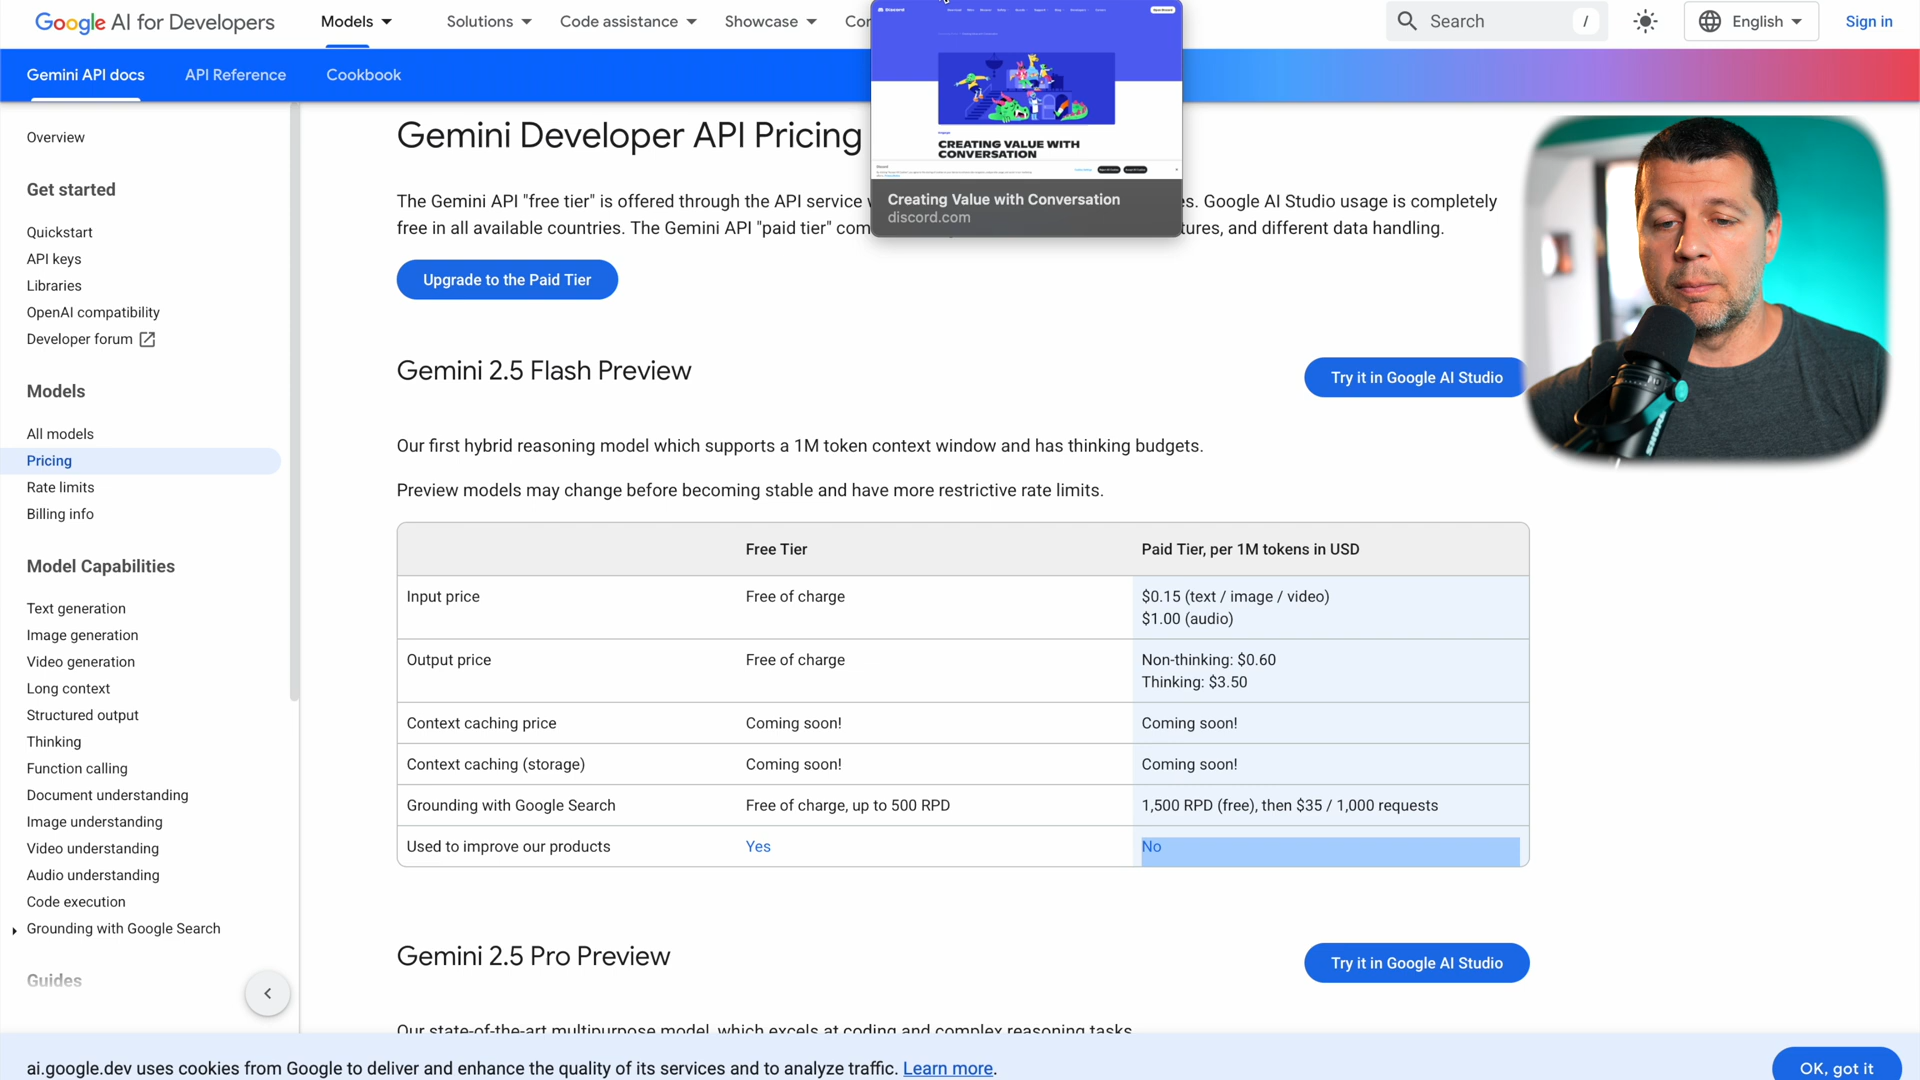 Google AI for Developers
Models
Solutions
Code assistance
Showcase
Search
/
English
Sign in
Gemini API docs
API Reference
Cookbook
Discord
CREATING VALUE WITH
CONVERSATION
Creating Value with Conversation
discord.com
Overview
Get started
Quickstart
API keys
Libraries
OpenAI compatibility
Developer forum
Models
All models
Pricing
Rate limits
Billing info
Model Capabilities
Text generation
Image generation
Video generation
Long context
Structured output
Thinking
Function calling
Document understanding
Image understanding
Video understanding
Audio understanding
Code execution
Grounding with Google Search
Guides
Gemini Developer API Pricing
The Gemini API "free tier" is offered through the API service es. Google AI Studio usage is completely
free in all available countries. The Gemini API "paid tier" com tures, and different data handling.
Upgrade to the Paid Tier
Gemini 2.5 Flash Preview
Try it in Google AI Studio
Our first hybrid reasoning model which supports a 1M token context window and has thinking budgets.
Preview models may change before becoming stable and have more restrictive rate limits.
Free Tier
Paid Tier, per 1M tokens in USD
Input price
Free of charge
$0.15 (text / image / video)
$1.00 (audio)
Output price
Free of charge
Non-thinking: $0.60
Thinking: $3.50
Context caching price
Coming soon!
Coming soon!
Context caching (storage)
Coming soon!
Coming soon!
Grounding with Google Search
Free of charge, up to 500 RPD
1,500 RPD (free), then $35 / 1,000 requests
Used to improve our products
Yes
No
Gemini 2.5 Pro Preview
Try it in Google AI Studio
Our state-of-the-art multipurpose model, which excels at coding and complex reasoning tasks
ai.google.dev uses cookies from Google to deliver and enhance the quality of its services and to analyze traffic. Learn more.
OK, got it